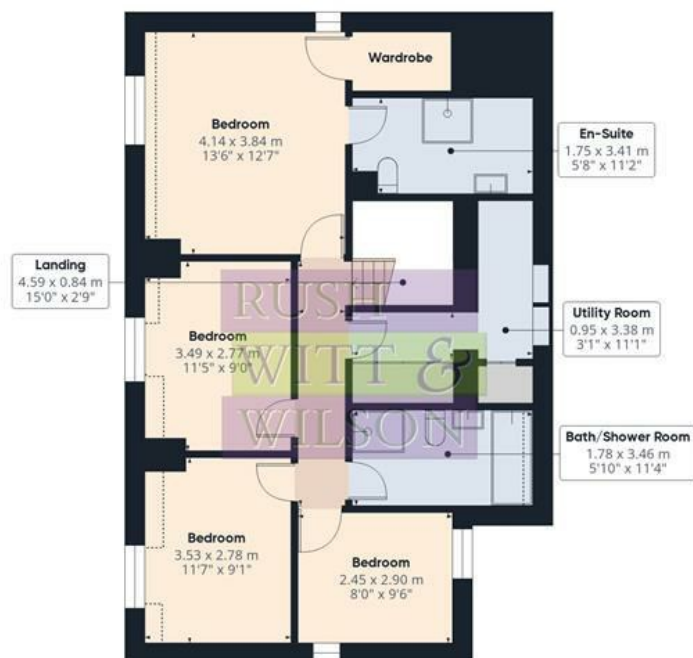 Wardrobe
Bedroom
4.14 x 3.84 m
13'6" x 12'7"
En-Suite
1.75 x 3.41 m
5'8" x 11'2"
Landing
4.59 x 0.84 m
15'0" x 2'9"
RUSH
WITT &
WILSON
Bedroom
3.49 x 2.77 m
11'5" x 9'0"
Utility Room
0.95 x 3.38 m
3'1" x 11'1"
Bath/Shower Room
1.78 x 3.46 m
5'10" x 11'4"
Bedroom
3.53 x 2.78 m
11'7" x 9'1"
Bedroom
2.45 x 2.90 m
8'0" x 9'6"